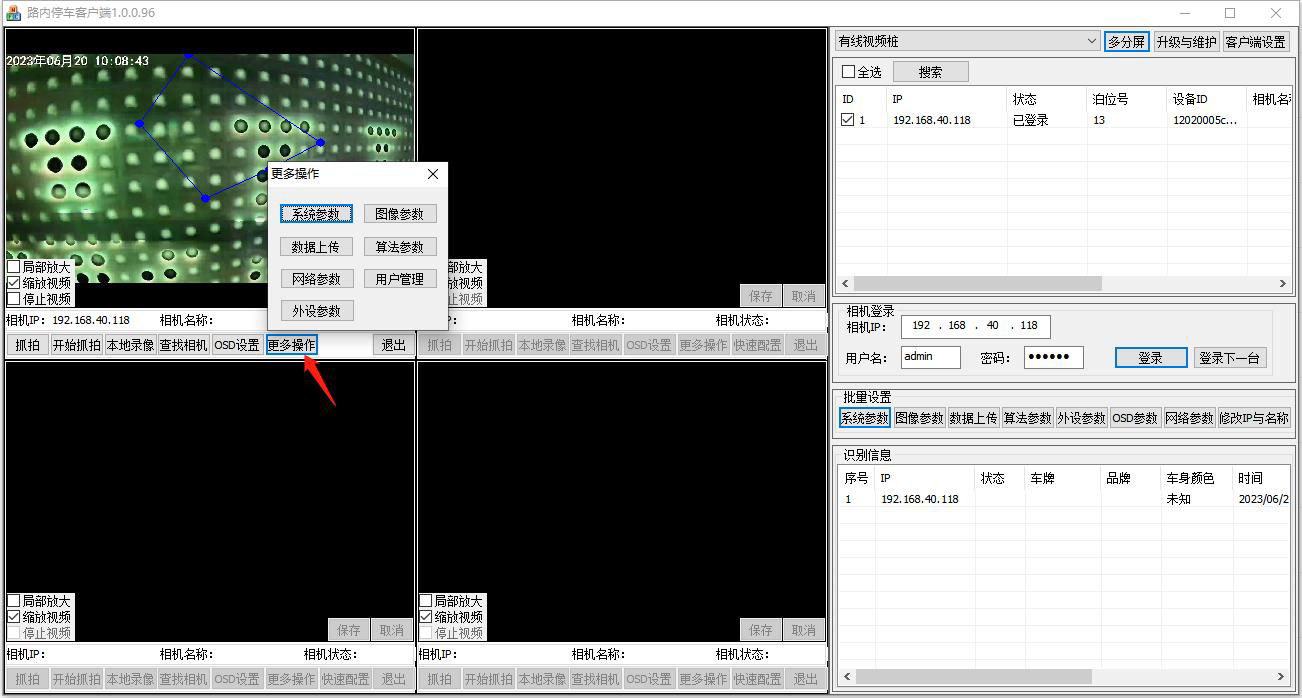 路内停车客户端1.0.0.96
2023年06月20 10:08:43
局部放大
缩放视频
停止视频
相机IP: 192.168.40.118 相机名称:
抓拍 开始抓拍 本地录像 查找相机 OSD设置 更多操作 退出
更多操作
系统参数 图像参数
数据上传 算法参数
网络参数 用户管理
外设参数
部放大
放视频
止视频
保存 取消
P: 相机名称: 相机状态:
抓拍 开始抓拍 本地录像 查找相机 OSD设置 更多操作 快速配置 退出
局部放大
缩放视频
停止视频
保存 取消
相机IP: 相机名称: 相机状态:
抓拍 开始抓拍 本地录像 查找相机 OSD设置 更多操作 快速配置 退出
局部放大
缩放视频
停止视频
保存 取消
相机IP: 相机名称: 相机状态:
抓拍 开始抓拍 本地录像 查找相机 OSD设置 更多操作 快速配置 退出
有线视频桩 多分屏 升级与维护 客户端设置
全选 搜索
ID IP 状态 泊位号 设备ID 相机名
1 192.168.40.118 已登录 13 12020005c...
相机登录
相机IP: 192 . 168 . 40 . 118
用户名: admin 密码: ●●●●●● 登录 登录下一台
批量设置
系统参数 图像参数 数据上传 算法参数 外设参数 OSD参数 网络参数 修改IP与名称
识别信息
序号 IP 状态 车牌 品牌 车身颜色 时间
1 192.168.40.118 未知 2023/06/2